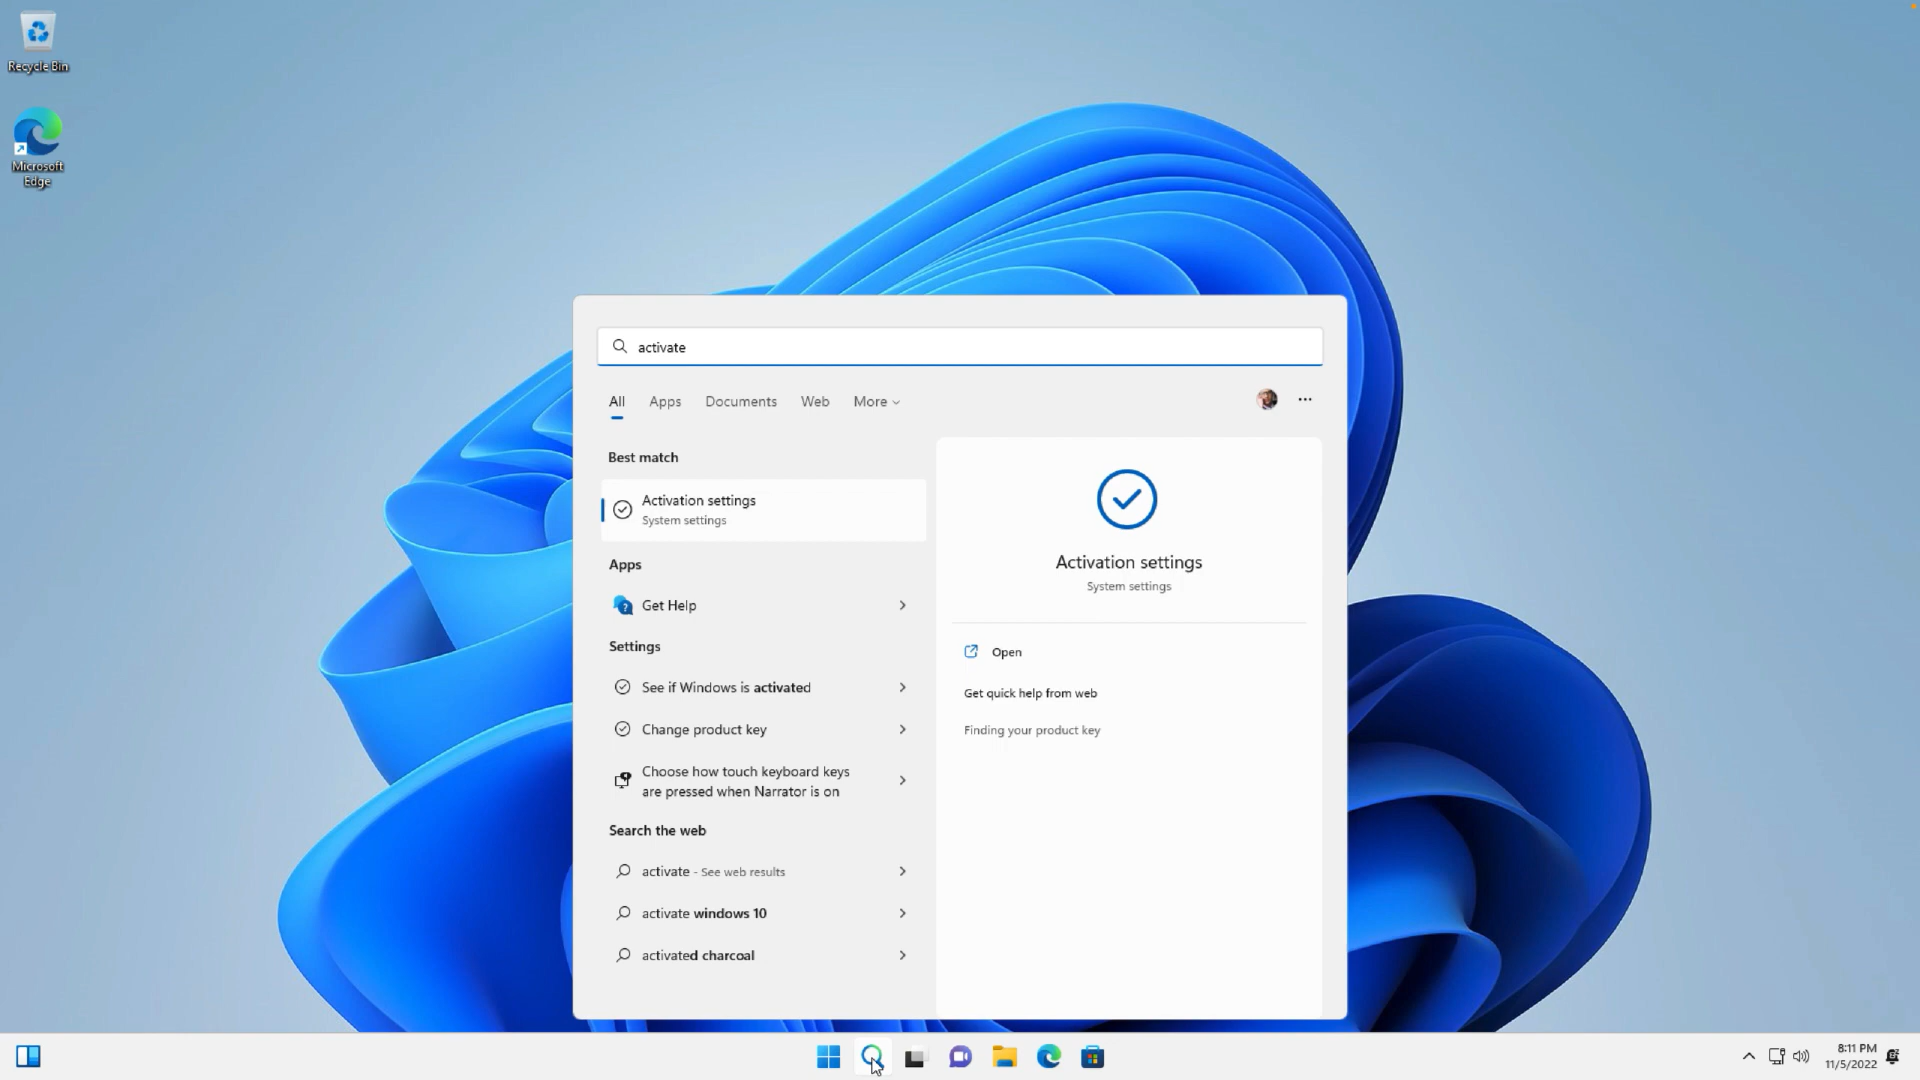 Recycle Bin
Microsoft
Edge
activate
All Apps Documents Web More
Best match
Activation settings
System settings
Apps
Get Help
Settings
See if Windows is activated
Change product key
Choose how touch keyboard keys
are pressed when Narrator is on
Search the web
activate - See web results
activate windows 10
activated charcoal
Activation settings
System settings
Open
Get quick help from web
Finding your product key
8:11 PM
11/5/2022